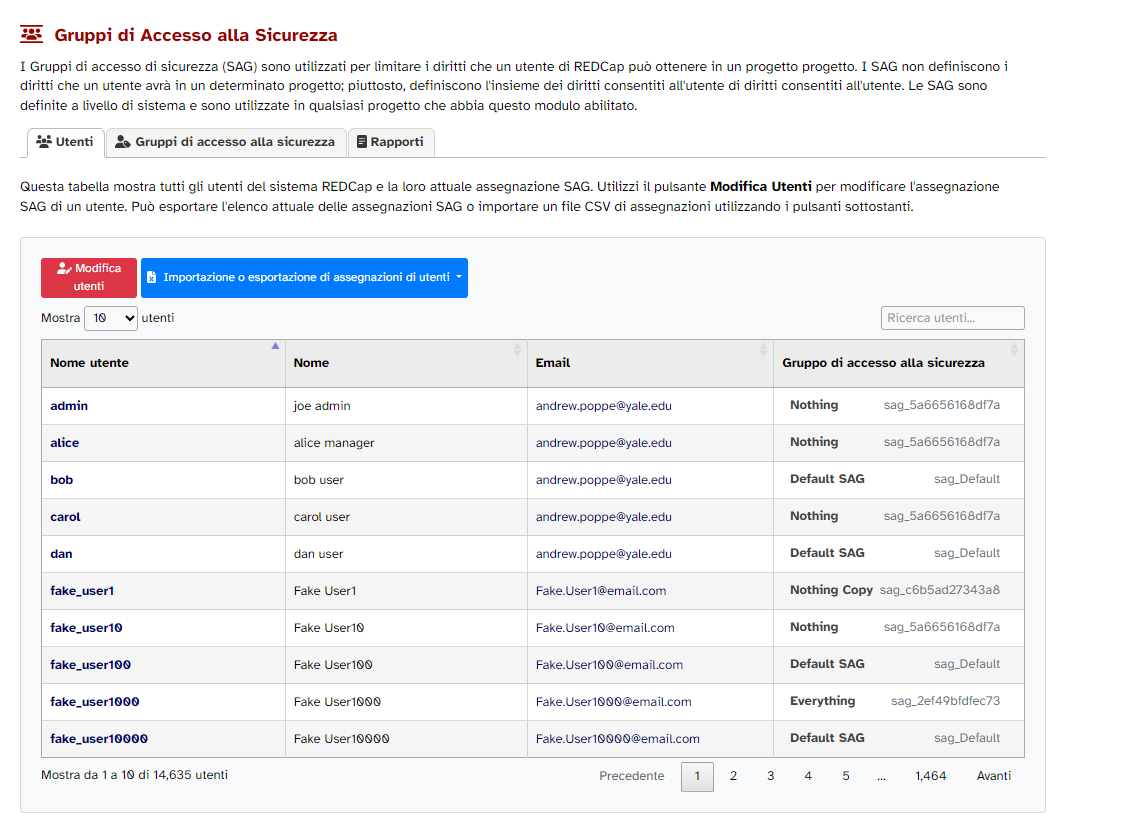 Gruppi di Accesso alla Sicurezza
I Gruppi di accesso di sicurezza (SAG) sono utilizzati per limitare i diritti che un utente di REDCap può ottenere in un progetto progetto. I SAG non definiscono i
diritti che un utente avrà in un determinato progetto; piuttosto, definiscono l'insieme dei diritti consentiti all'utente di diritti consentiti all'utente. Le SAG sono
definite a livello di sistema e sono utilizzate in qualsiasi progetto che abbia questo modulo abilitato.
Utenti Gruppi di accesso alla sicurezza Rapporti
Questa tabella mostra tutti gli utenti del sistema REDCap e la loro attuale assegnazione SAG. Utilizzi il pulsante Modifica Utenti per modificare l'assegnazione
SAG di un utente. Può esportare l'elenco attuale delle assegnazioni SAG o importare un file CSV di assegnazioni utilizzando i pulsanti sottostanti.
Modifica
utenti
Importazione o esportazione di assegnazioni di utenti
Mostra 10 utenti
Ricerca utenti...
Nome utente Nome Email Gruppo di accesso alla sicurezza
admin joe admin andrew.poppe@yale.edu Nothing sag_5a6656168df7a
alice alice manager andrew.poppe@yale.edu Nothing sag_5a6656168df7a
bob bob user andrew.poppe@yale.edu Default SAG sag_Default
carol carol user andrew.poppe@yale.edu Nothing sag_5a6656168df7a
dan dan user andrew.poppe@yale.edu Default SAG sag_Default
fake_user1 Fake User1 Fake.User1@email.com Nothing Copy sag_c6b5ad27343a8
fake_user10 Fake User10 Fake.User10@email.com Nothing sag_5a6656168df7a
fake_user100 Fake User100 Fake.User100@email.com Default SAG sag_Default
fake_user1000 Fake User1000 Fake.User1000@email.com Everything sag_2ef49bfdfec73
fake_user10000 Fake User10000 Fake.User10000@email.com Default SAG sag_Default
Mostra da 1 a 10 di 14,635 utenti
Precedente 1 2 3 4 5 ... 1,464 Avanti